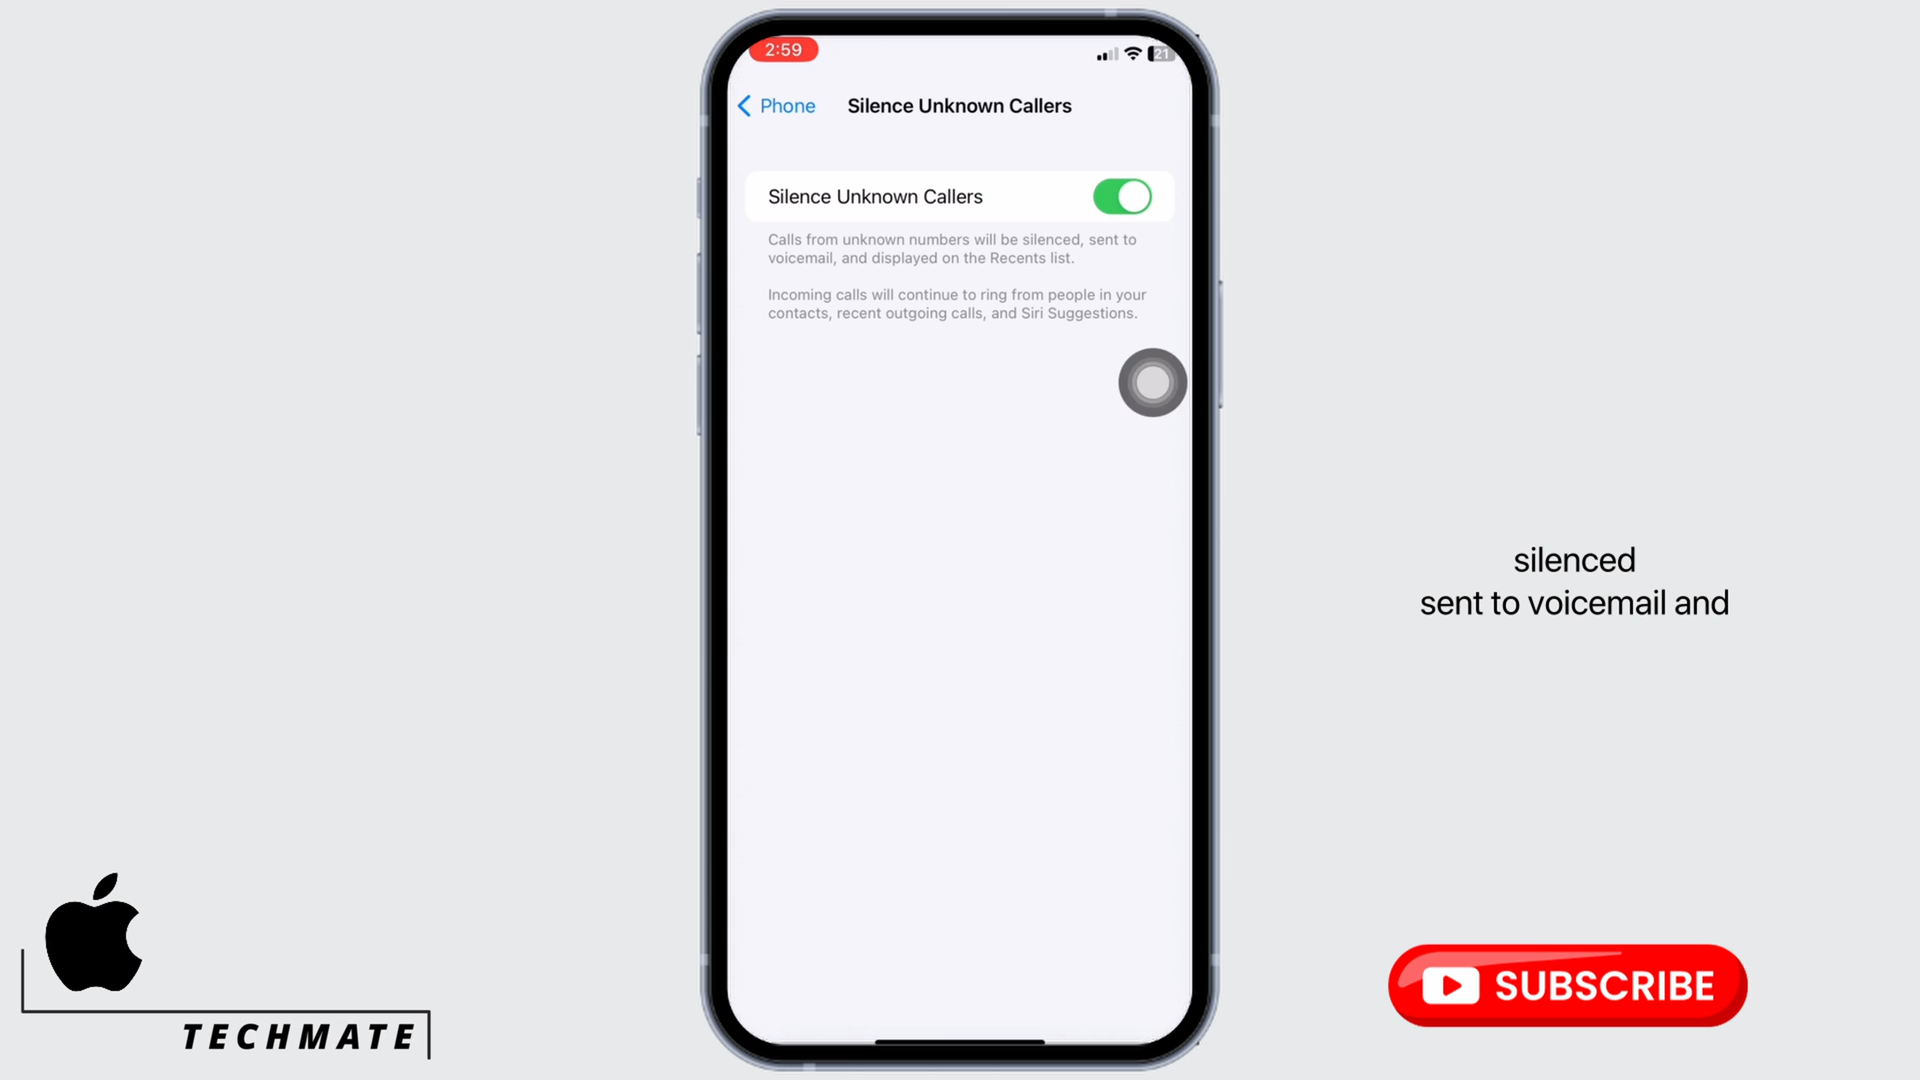 2:59
21
Phone
Silence Unknown Callers
Silence Unknown Callers
Calls from unknown numbers will be silenced, sent to
voicemail, and displayed on the Recents list.
Incoming calls will continue to ring from people in your
contacts, recent outgoing calls, and Siri Suggestions.
silenced
sent to voicemail and
TECHMATE
SUBSCRIBE